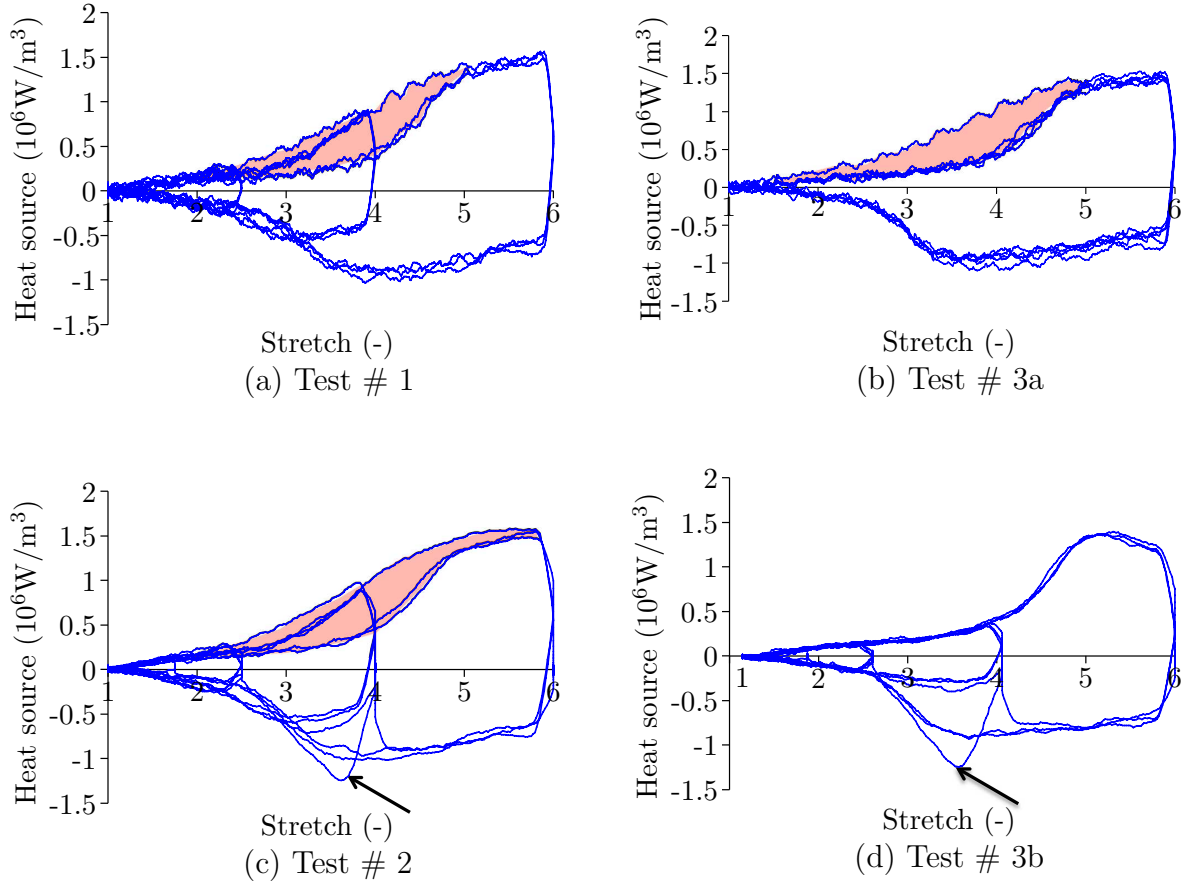 2
1.5
1
0.5
0
-0.5
-1
-1.5
1 2 3 4 5 6
Heat source (10⁶W/m³)
Stretch (-)
(a) Test # 1
2
1.5
1
0.5
0
-0.5
-1
-1.5
1 2 3 4 5 6
Heat source (10⁶W/m³)
Stretch (-)
(b) Test # 3a
2
1.5
1
0.5
0
-0.5
-1
-1.5
1 2 3 4 5 6
Heat source (10⁶W/m³)
Stretch (-)
(c) Test # 2
2
1.5
1
0.5
0
-0.5
-1
-1.5
1 2 3 4 5 6
Heat source (10⁶W/m³)
Stretch (-)
(d) Test # 3b